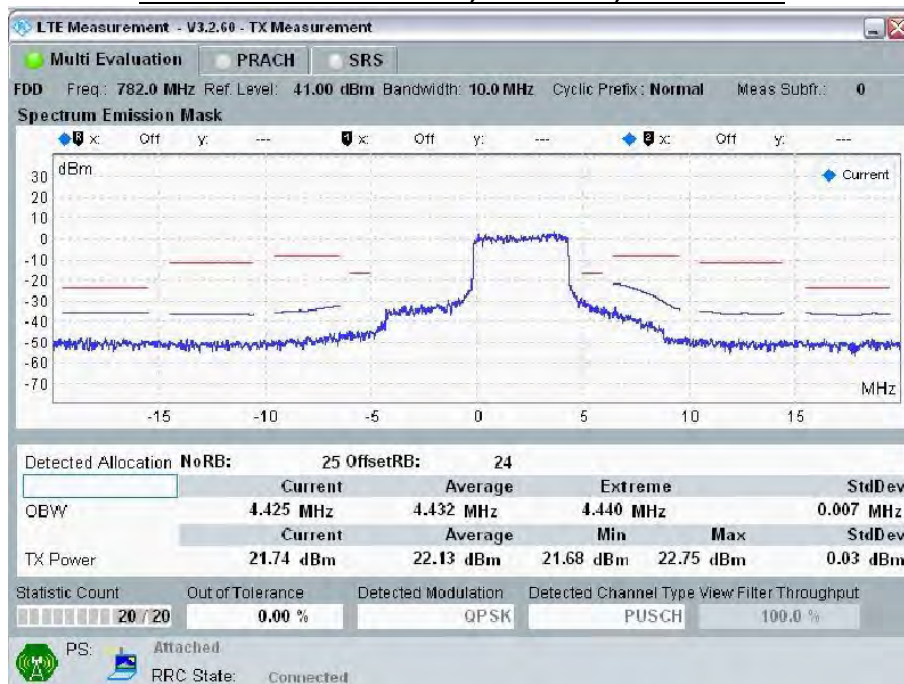 LTE Measurement - V3.2.60 - TX Measurement
Multi Evaluation PRACH SRS
FDD Freq.: 782.0 MHz Ref. Level: 41.00 dBm Bandwidth: 10.0 MHz Cyclic Prefix: Normal Meas Subfr.: 0
Spectrum Emission Mask
R x: Off y: --- 1 x: Off y: --- 2 x: Off y: ---
dBm
Current
30
20
10
0
-10
-20
-30
-40
-50
-60
-70
MHz
-15 -10 -5 0 5 10 15
Detected Allocation NoRB: 25 OffsetRB: 24
Current Average Extreme StdDev
OBW 4.425 MHz 4.432 MHz 4.440 MHz 0.007 MHz
Current Average Min Max StdDev
TX Power 21.74 dBm 22.13 dBm 21.68 dBm 22.75 dBm 0.03 dBm
Statistic Count Out of Tolerance Detected Modulation Detected Channel Type View Filter Throughput
20 / 20 0.00 % QPSK PUSCH 100.0 %
PS: Attached
RRC State: Connected